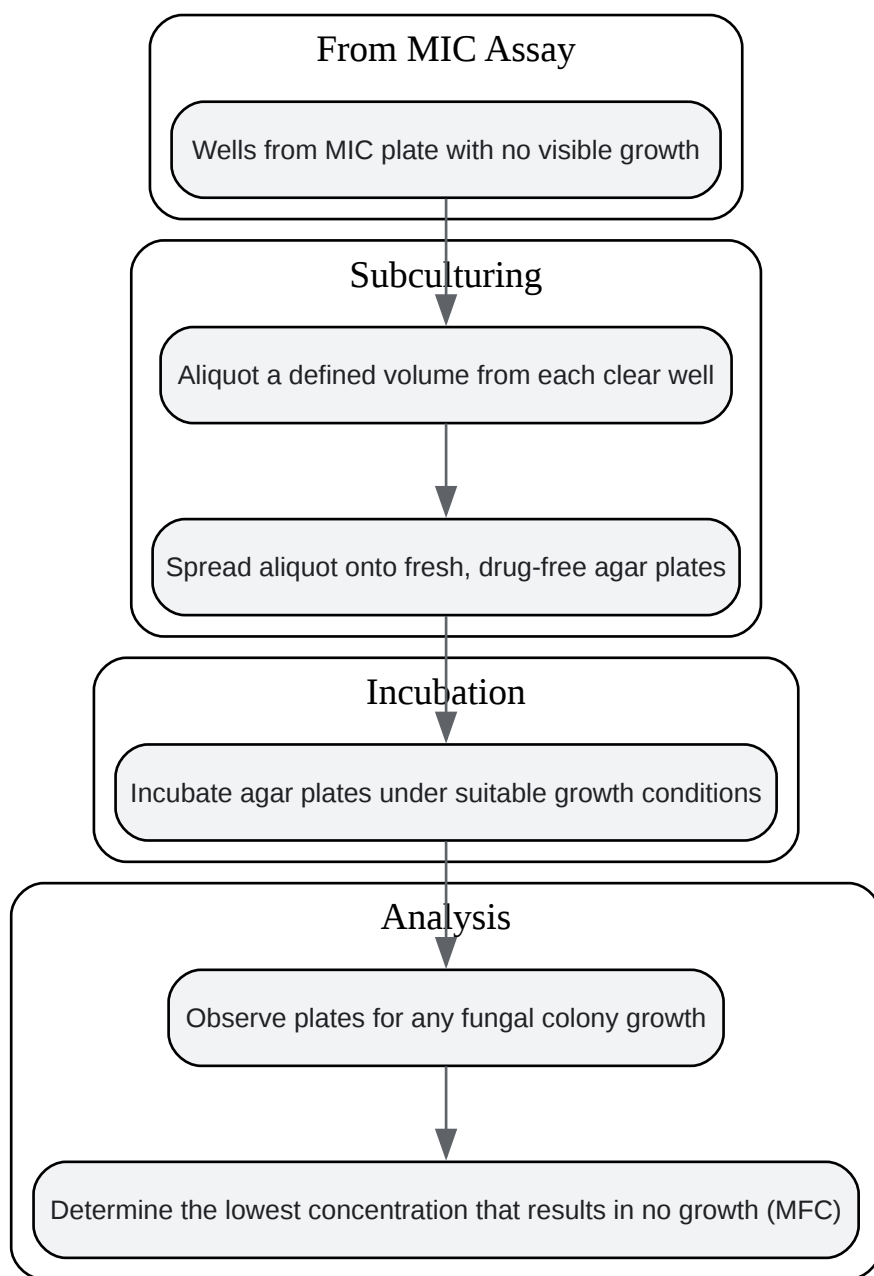 From MIC Assay
Wells from MIC plate with no visible growth
Subculturing
Aliquot a defined volume from each clear well
Spread aliquot onto fresh, drug-free agar plates
Incubation
Incubate agar plates under suitable growth conditions
Analysis
Observe plates for any fungal colony growth
Determine the lowest concentration that results in no growth (MFC)